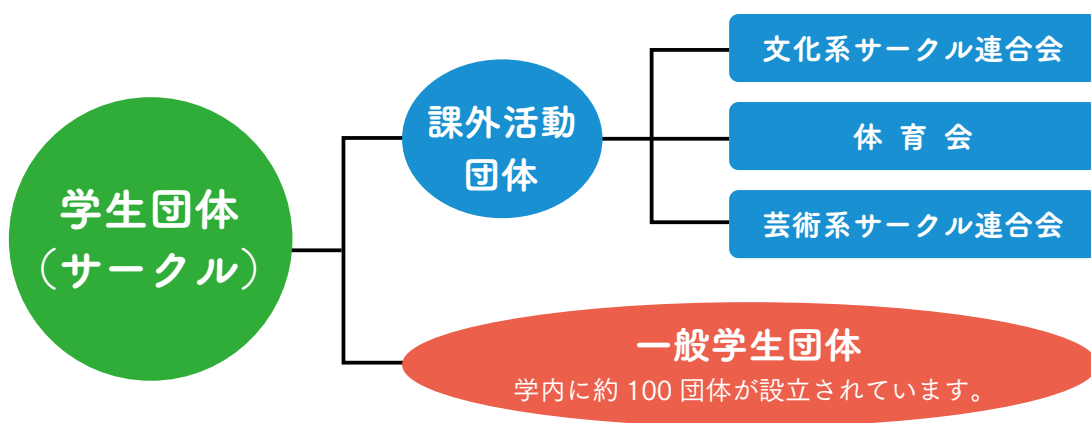 学生団体
（サークル）
課外活動
団体
文化系サークル連合会
体育会
芸術系サークル連合会
一般学生団体
学内に約 100 団体が設立されています。